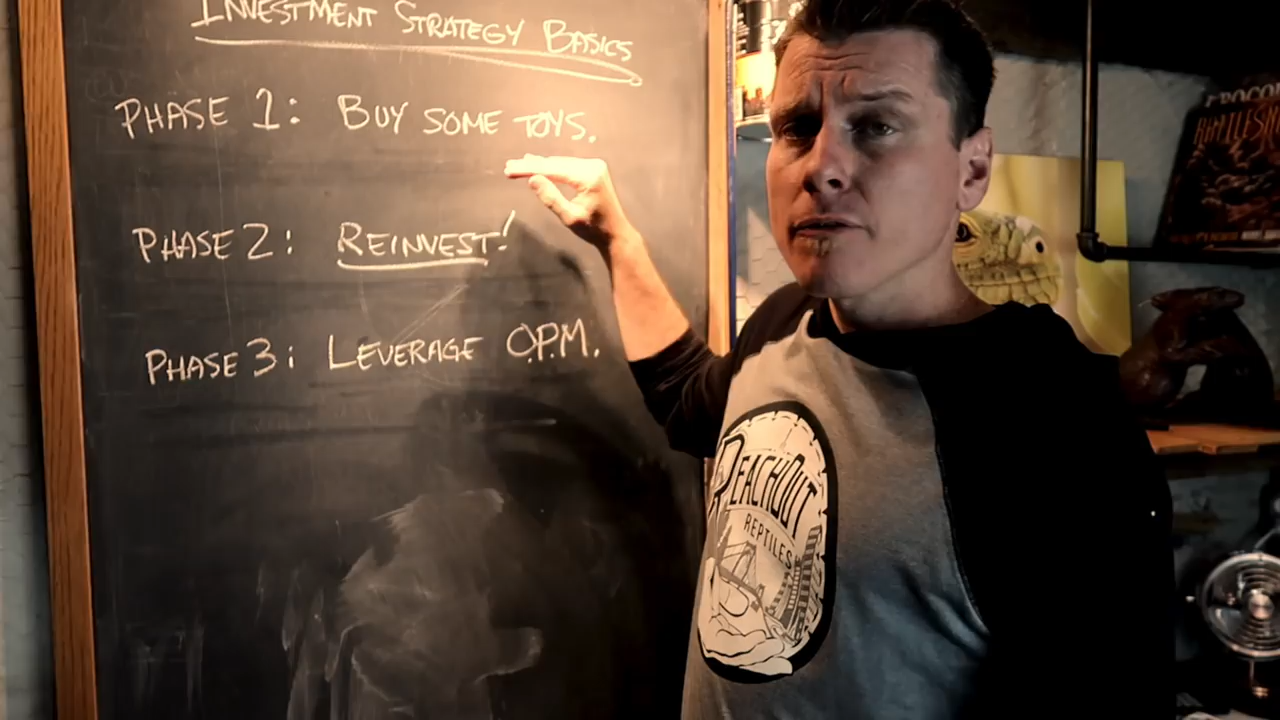 INVESTMENT STRATEGY BASICS
PHASE 1: BUY SOME TOYS.
PHASE 2: REINVEST!
PHASE 3: LEVERAGE O.P.M.
REACHOUT
REPTILES